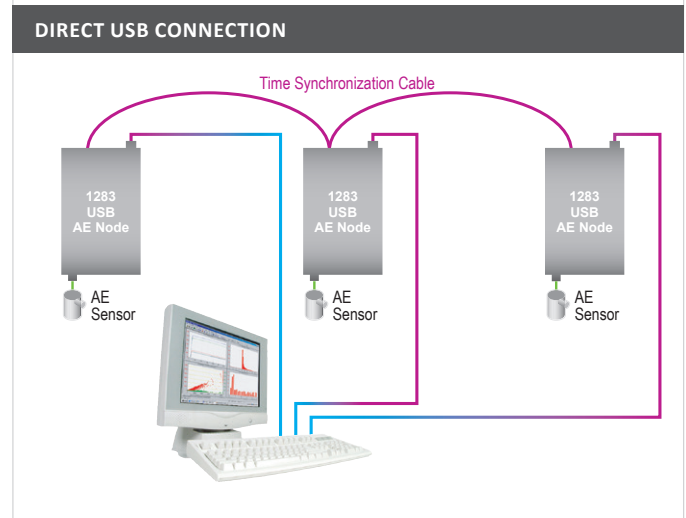 DIRECT USB CONNECTION
Time Synchronization Cable
1283
USB
AE Node
1283
USB
AE Node
1283
USB
AE Node
AE
Sensor
AE
Sensor
AE
Sensor